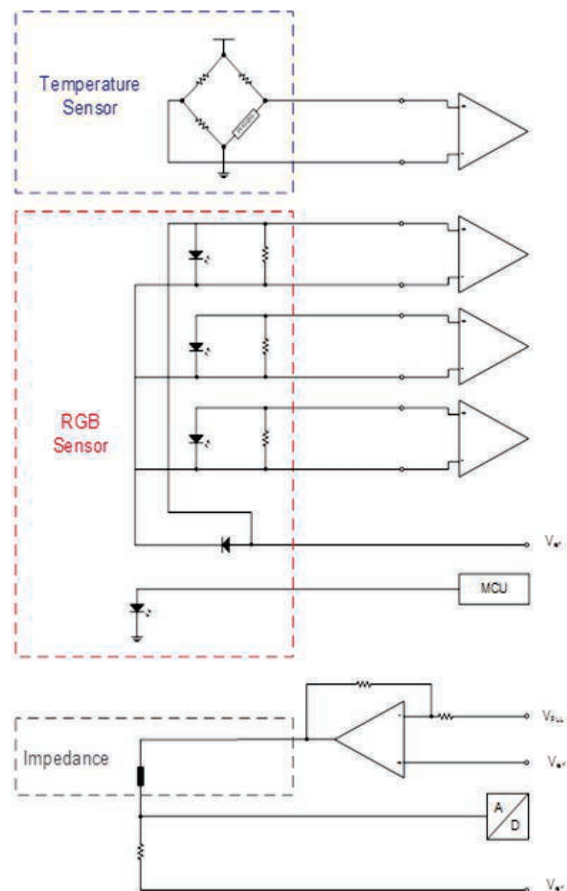 Temperature
Sensor
RGB
Sensor
MCU
Impedance
A
D